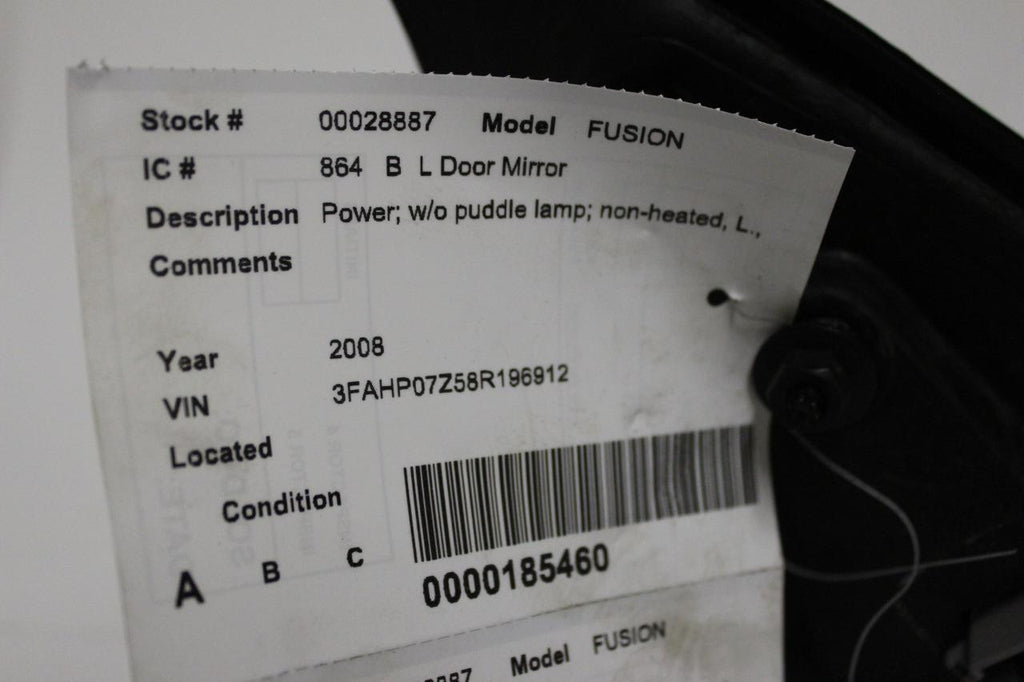 Stock # 00028887 Model FUSION
IC # 864 B L Door Mirror
Description Power; w/o puddle lamp; non-heated, L.,
Comments
Year 2008
VIN 3FAHP07Z58R196912
Located
Condition
A B C
0000185460
Model FUSION